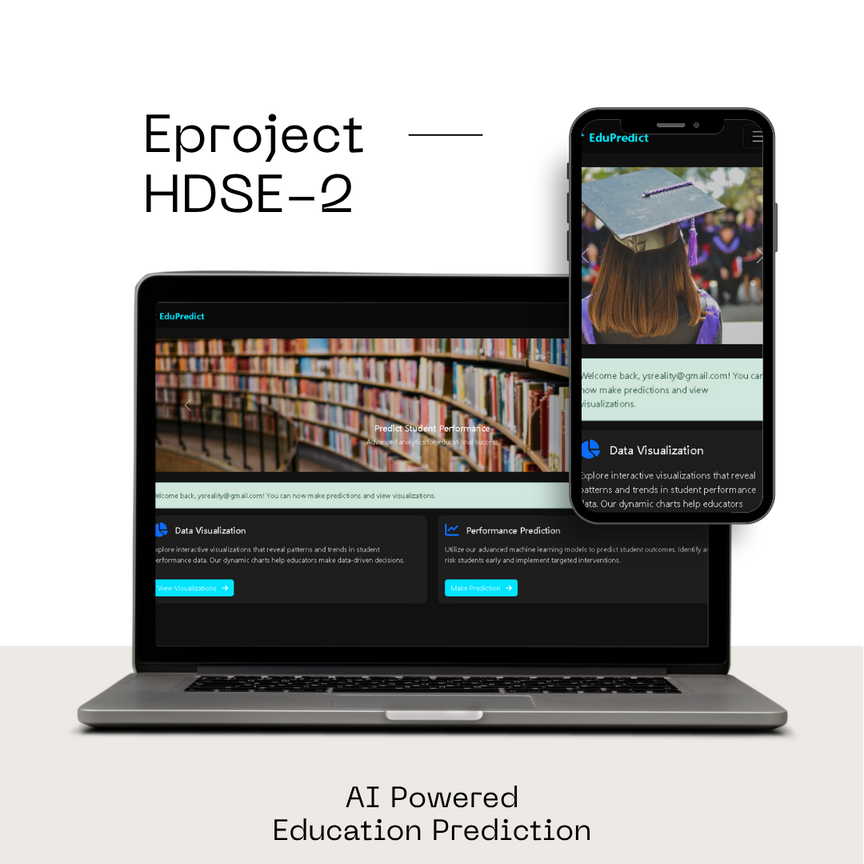 Eproject
HDSE-2
EduPredict
Welcome back, ysreality@gmail.com! You can
now make predictions and view
visualizations.
Data Visualization
Explore interactive visualizations that reveal
patterns and trends in student performance
data. Our dynamic charts help educators
EduPredict
Predict Student Performance
Advanced analytics for educational success
elcome back, ysreality@gmail.com! You can now make predictions and view visualizations.
Data Visualization
xplore interactive visualizations that reveal patterns and trends in student
erformance data. Our dynamic charts help educators make data-driven decisions.
View Visualizations
Performance Prediction
Utilize our advanced machine learning models to predict student outcomes. Identify at
risk students early and implement targeted interventions.
Make Prediction
AI Powered
Education Prediction